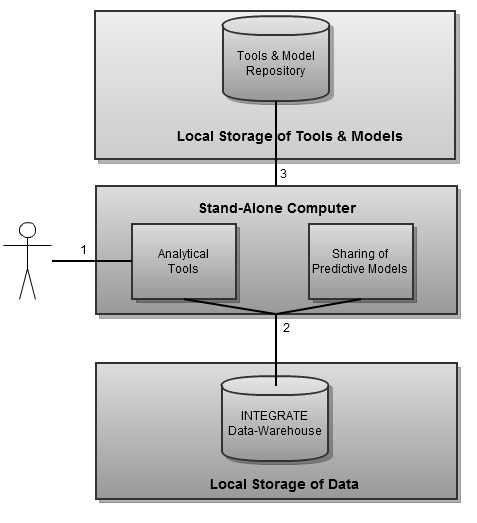 Tools & Model
Repository
Local Storage of Tools & Models
3
Stand-Alone Computer
1
Analytical
Tools
Sharing of
Predictive Models
2
INTEGRATE
Data-Warehouse
Local Storage of Data